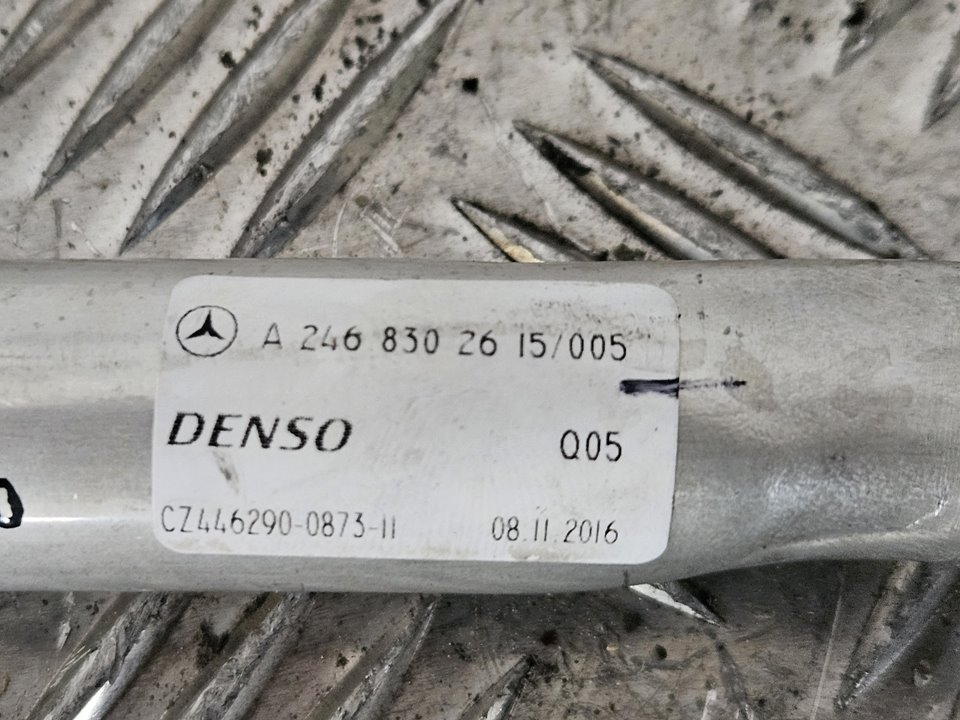 A 246 830 26 15/005
DENSO Q05
CZ446290-0873-11 08.11.2016